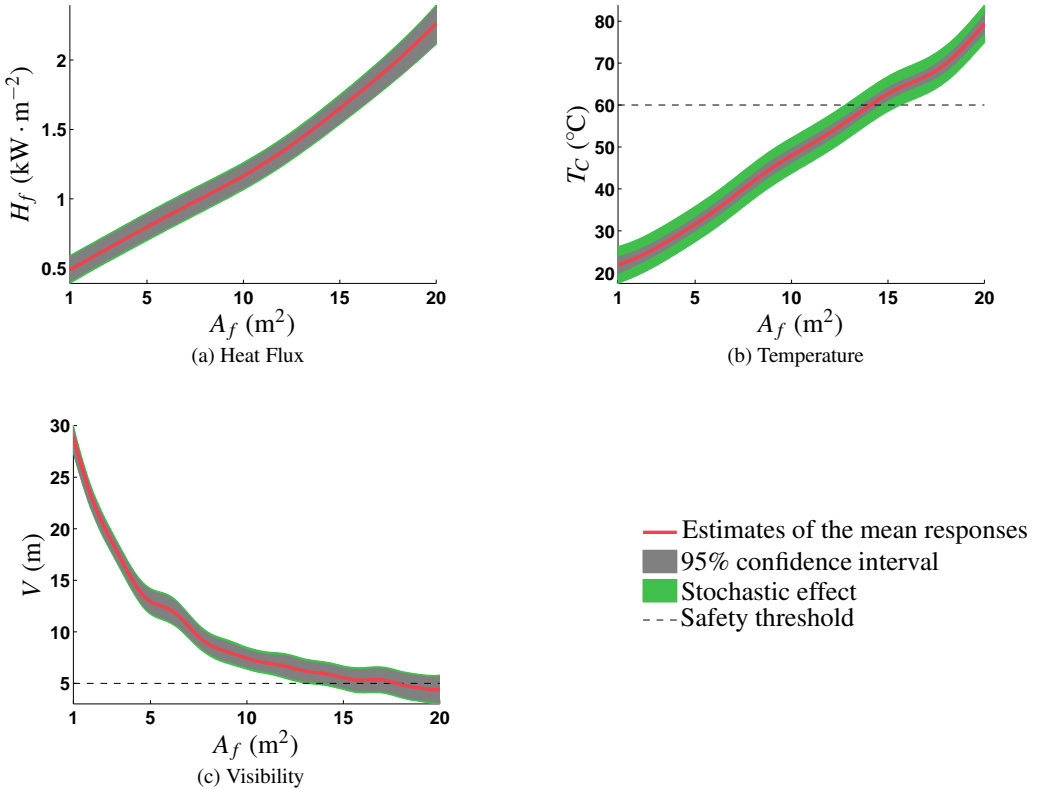 H_f (kW · m⁻²)
2
1.5
1
0.5
1 5 10 15 20
A_f (m²)
(a) Heat Flux
T_C (°C)
80
70
60
50
40
30
20
1 5 10 15 20
A_f (m²)
(b) Temperature
V (m)
30
25
20
15
10
5
1 5 10 15 20
A_f (m²)
(c) Visibility
Estimates of the mean responses
95% confidence interval
Stochastic effect
Safety threshold